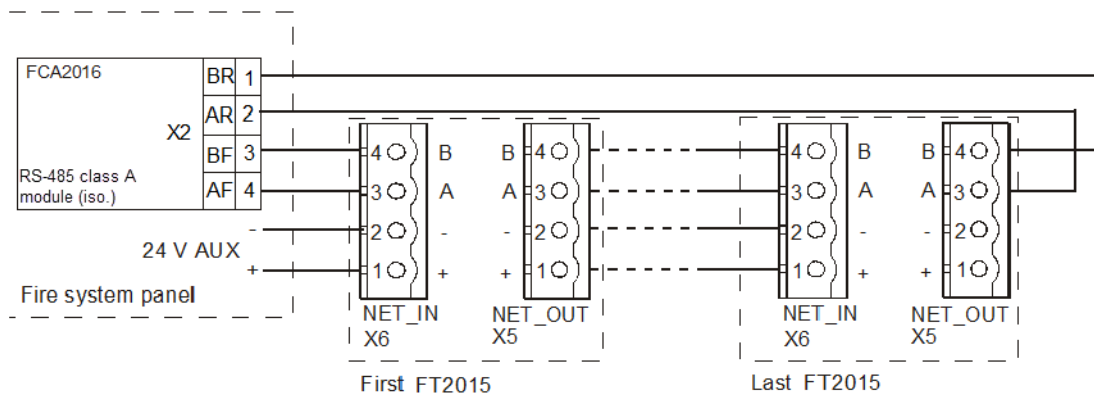 FCA2016 BR 1
AR 2
X2
BF 3
RS-485 class A
module (iso.)
AF 4
-
24 V AUX
+
Fire system panel
4 B B 4 4 B B 4
3 A A 3 3 A A 3
2 - - 2 2 - - 2
1 + + 1 1 + + 1
NET_IN NET_OUT NET_IN NET_OUT
X6 X5 X6 X5
First FT2015 Last FT2015